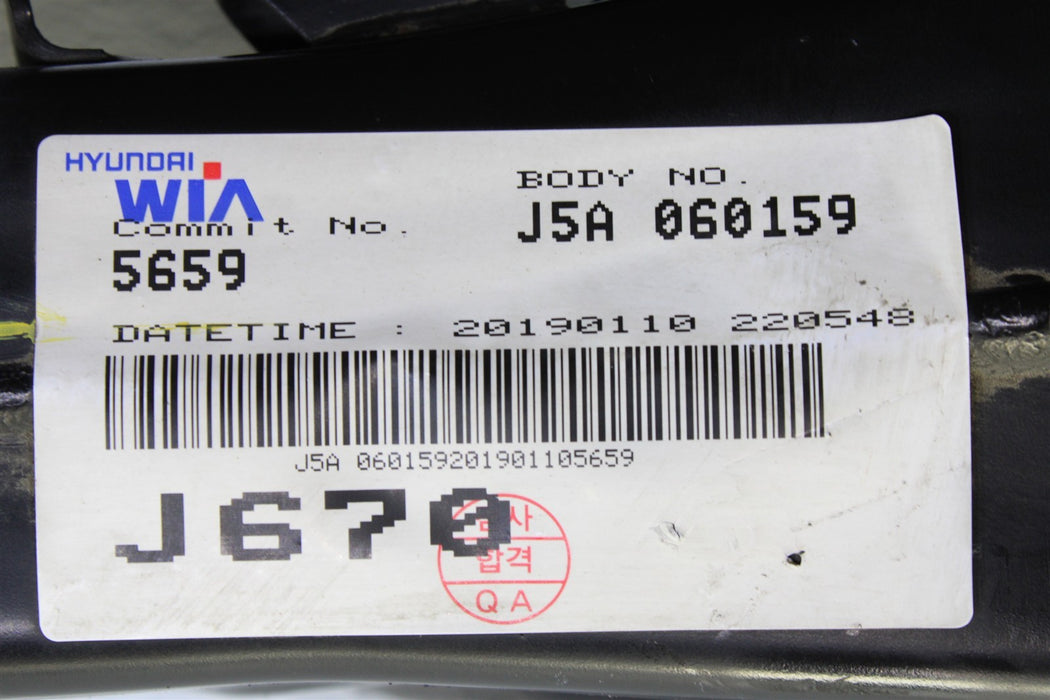 HYUNDAI
WIA
BODY NO.
J5A 060159
Commit No.
5659
DATETIME : 20190110 220548
J5A 060159201901105659
J670
검사
합격
QA